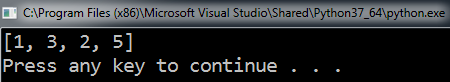 C:\Program Files (x86)\Microsoft Visual Studio\Shared\Python37_64\python.exe
[1, 3, 2, 5]
Press any key to continue . . .